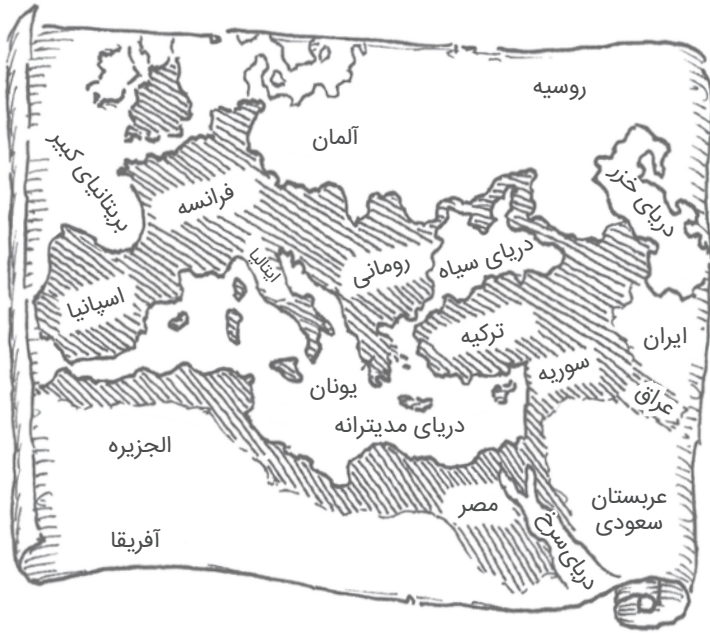 روسیه
آلمان
بریتانیای کبیر
فرانسه
دریای خزر
ایتالیا
رومانی
دریای سیاه
اسپانیا
ترکیه
ایران
سوریه
یونان
عراق
دریای مدیترانه
الجزیره
مصر
عربستان
سعودی
دریای سرخ
آفریقا